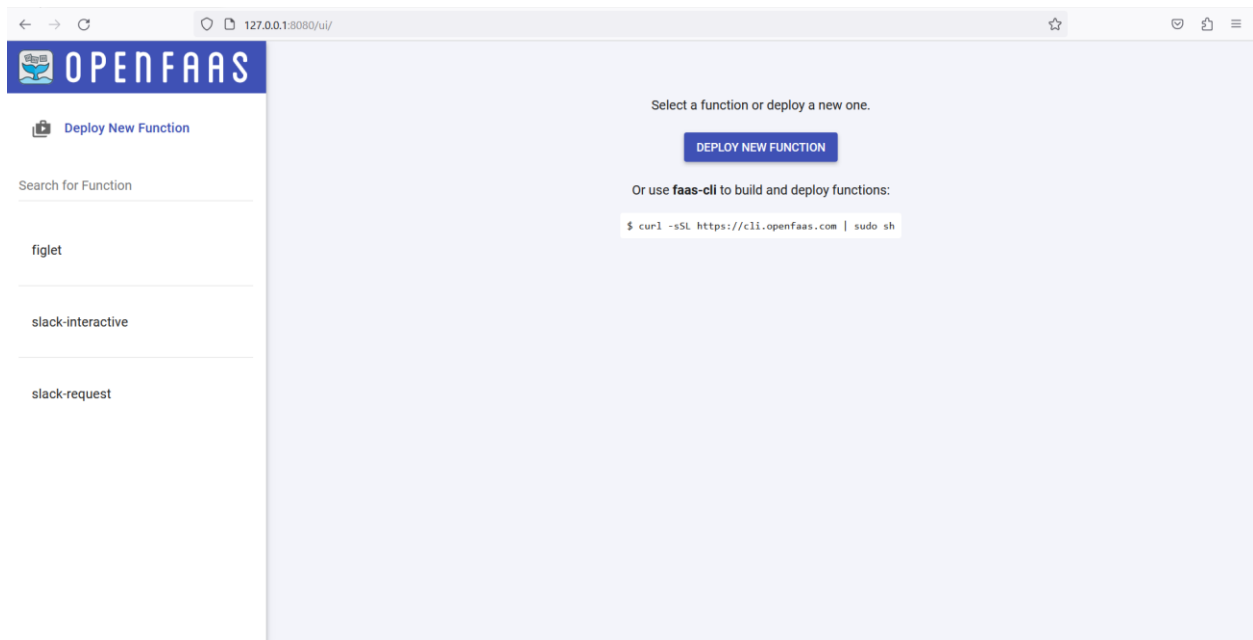 127.0.0.1:8080/ui/
OPENFAAS
Deploy New Function
Search for Function
figlet
slack-interactive
slack-request
Select a function or deploy a new one.
DEPLOY NEW FUNCTION
Or use faas-cli to build and deploy functions:
$ curl -sSL https://cli.openfaas.com | sudo sh